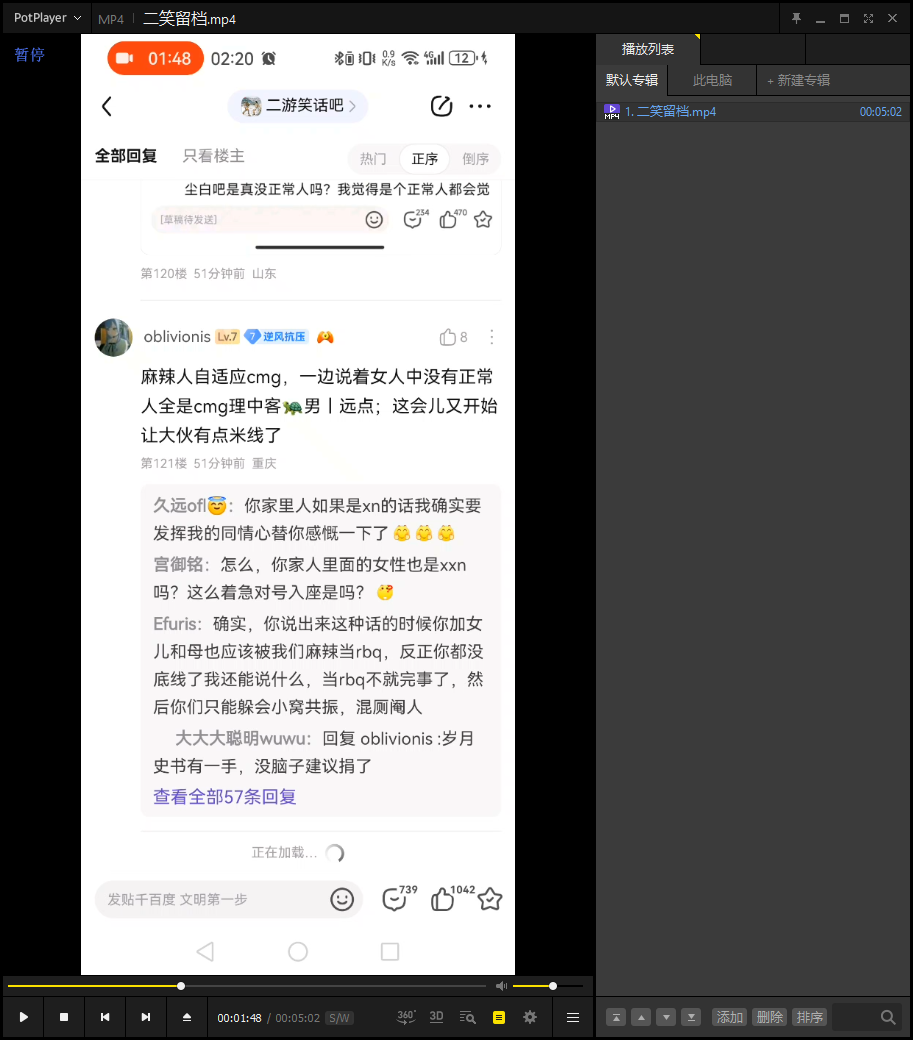 PotPlayer
MP4
二笑留档.mp4
暂停
01:48
02:20
0.9
K/s
4G
12
二游笑话吧
全部回复
只看楼主
热门
正序
倒序
尘白吧是真没正常人吗？我觉得是个正常人都会觉
[草稿待发送]
234
470
第120楼 51分钟前 山东
oblivionis Lv.7 7 逆风抗压
8
麻辣人自适应cmg，一边说着女人中没有正常
人全是cmg理中客🐢男丨远点；这会儿又开始
让大伙有点米线了
第121楼 51分钟前 重庆
久远ofl😇：你家里人如果是xn的话我确实要
发挥我的同情心替你感慨一下了🤗🤗🤗
宫御铭：怎么，你家人里面的女性也是xxn
吗？这么着急对号入座是吗？
Efuris：确实，你说出来这种话的时候你加女
儿和母也应该被我们麻辣当rbq，反正你都没
底线了我还能说什么，当rbq不就完事了，然
后你们只能躲会小窝共振，混厕阉人
大大大聪明wuwu：回复 oblivionis :岁月
史书有一手，没脑子建议捐了
查看全部57条回复
正在加载...
发贴千百度 文明第一步
739
1042
00:01:48 / 00:05:02 S/W
360°
3D
播放列表
默认专辑
此电脑
+ 新建专辑
MP4
1. 二笑留档.mp4
00:05:02
添加
删除
排序